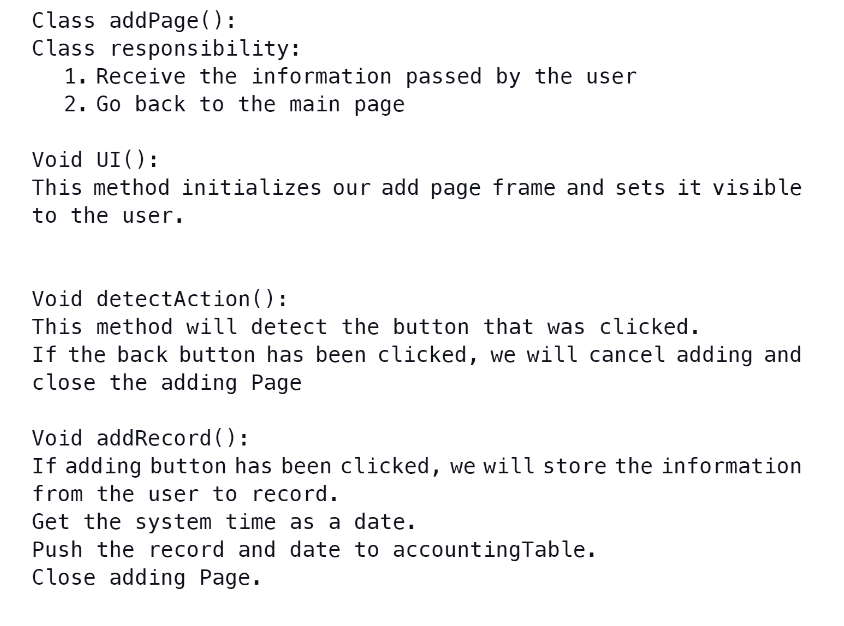 Class addPage():
Class responsibility:
1. Receive the information passed by the user
2. Go back to the main page
Void UI():
This method initializes our add page frame and sets it visible
to the user.
Void detectAction():
This method will detect the button that was clicked.
If the back button has been clicked, we will cancel adding and
close the adding Page
Void addRecord():
If adding button has been clicked, we will store the information
from the user to record.
Get the system time as a date.
Push the record and date to accountingTable.
Close adding Page.